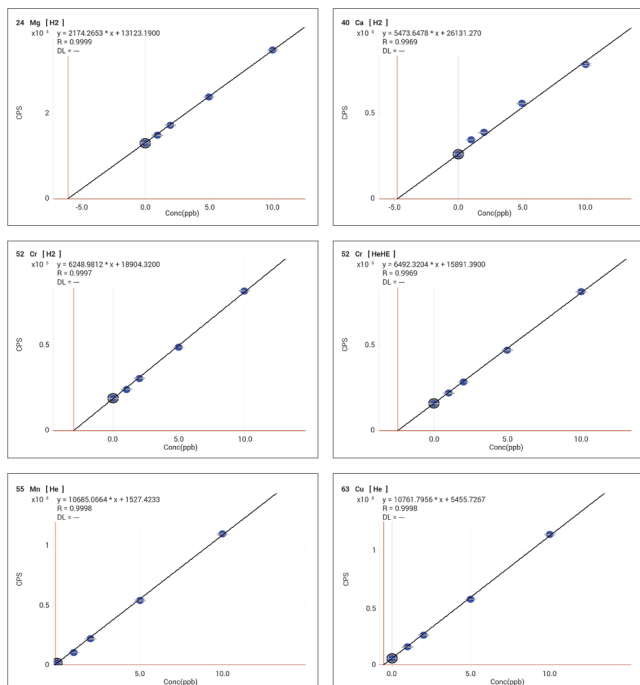 24 Mg [ H2 ]
x10 ⁴ y = 2174.2653 * x + 13123.1900
R = 0.9999
DL = —
CPS
2
0
-5.0 0.0 5.0 10.0
Conc(ppb)
40 Ca [ H2 ]
x10 ⁵ y = 5473.6478 * x + 26131.270
R = 0.9969
DL = —
CPS
0.5
0
-5.0 0.0 5.0 10.0
Conc(ppb)
52 Cr [ H2 ]
x10 ⁵ y = 6248.9812 * x + 18904.3200
R = 0.9997
DL = —
CPS
0.5
0
0.0 5.0 10.0
Conc(ppb)
52 Cr [ HeHE ]
x10 ⁵ y = 6492.3204 * x + 15891.3900
R = 0.9969
DL = —
CPS
0.5
0
0.0 5.0 10.0
Conc(ppb)
55 Mn [ He ]
x10 ⁵ y = 10685.0664 * x + 1527.4233
R = 0.9998
DL = —
CPS
1
0.5
0
5.0 10.0
Conc(ppb)
63 Cu [ He ]
x10 ⁵ y = 10761.7956 * x + 5455.7267
R = 0.9998
DL = —
CPS
1
0.5
0
0.0 5.0 10.0
Conc(ppb)